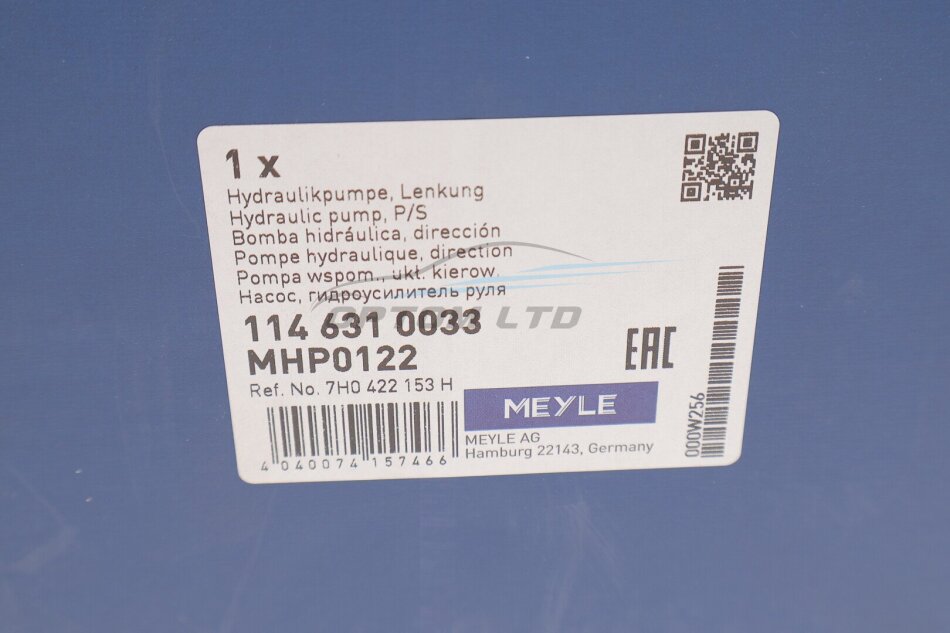 1 x
Hydraulikpumpe, Lenkung
Hydraulic pump, P/S
Bomba hidráulica, dirección
Pompe hydraulique, direction
Pompa wspom., ukł. kierow.
Насос, гидроусилитель руля
OPTOM LTD
114 631 0033
MHP0122
Ref. No. 7H0 422 153 H
EAC
MEYLE
MEYLE AG
Hamburg 22143, Germany
4 040074 157466
000W256